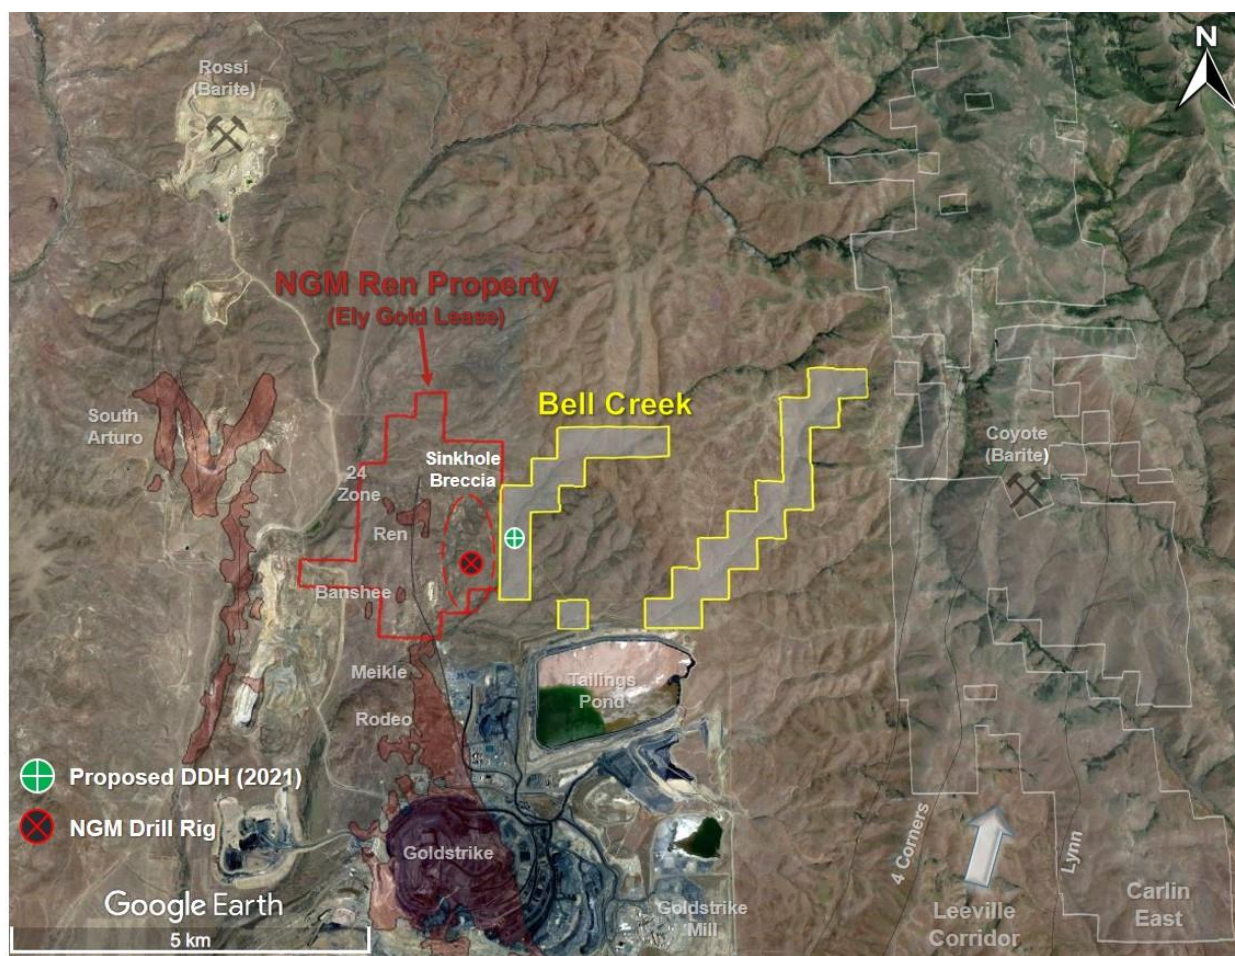 N
Rossi
(Barite)
NGM Ren Property
(Ely Gold Lease)
Bell Creek
South
Arturo
Sinkhole
Breccia
24
Zone
Coyote
(Barite)
Ren
Banshee
Meikle
Tailings
Pond
Rodeo
Proposed DDH (2021)
NGM Drill Rig
Goldstrike
4 Corners
Lynn
Google Earth
5 km
Goldstrike
Mill
Leeville
Corridor
Carlin
East